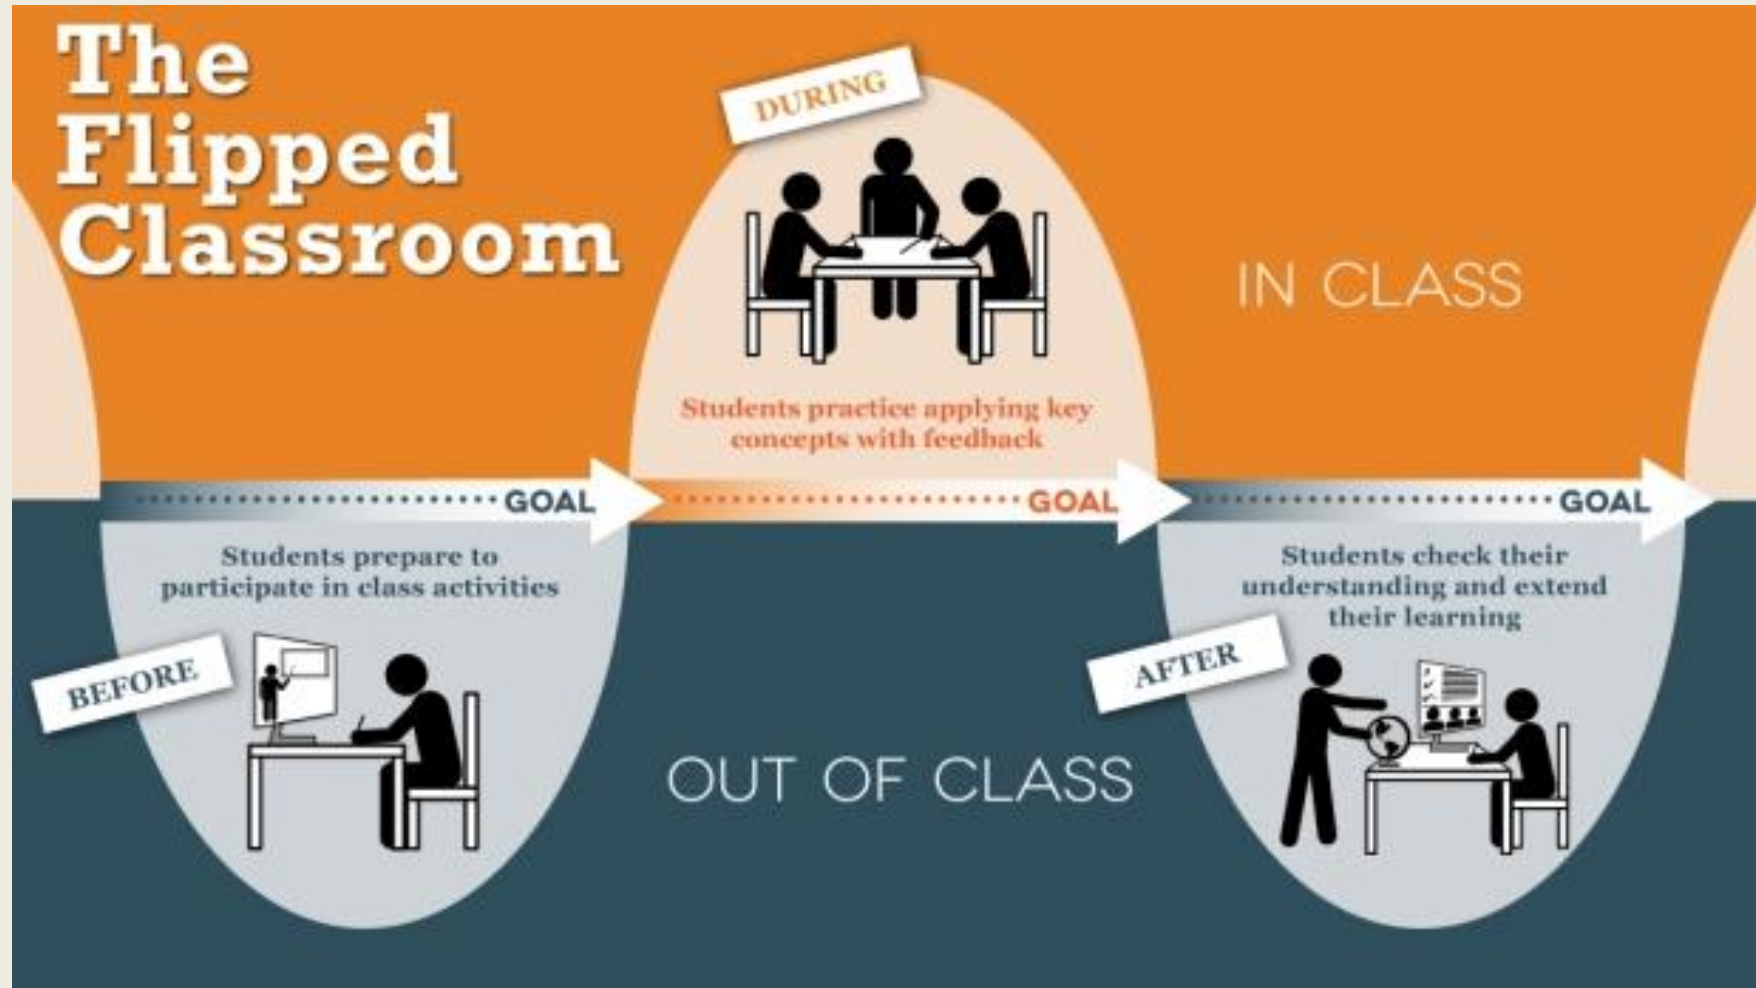 The
Flipped
Classroom
DURING
IN CLASS
Students practice applying key
concepts with feedback
GOAL
GOAL
GOAL
Students prepare to
participate in class activities
BEFORE
Students check their
understanding and extend
their learning
AFTER
OUT OF CLASS